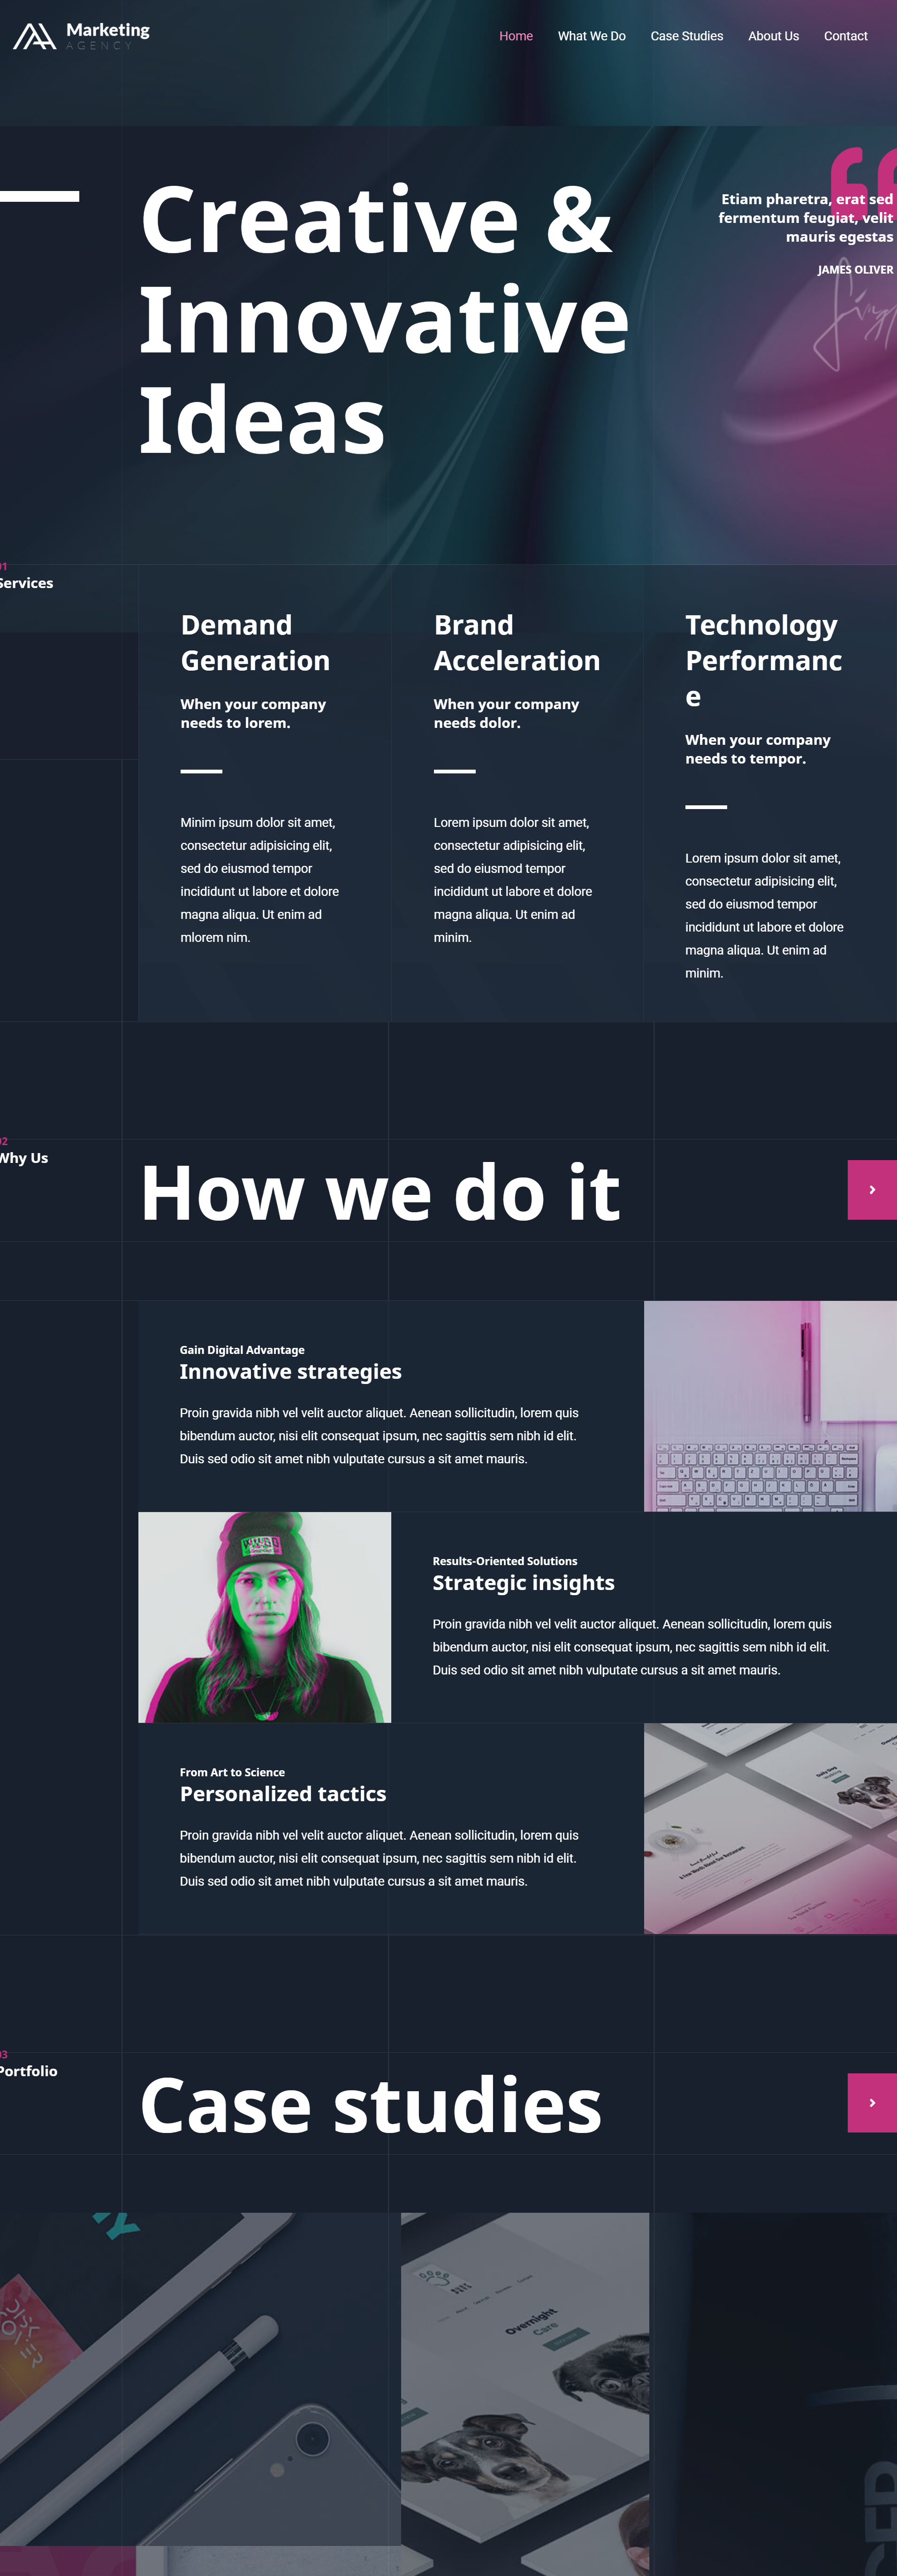 Marketing
AGENCY
Home What We Do Case Studies About Us Contact
Creative &
Innovative
Ideas
Etiam pharetra, erat sed
fermentum feugiat, velit
mauris egestas
JAMES OLIVER
01
Services
Demand
Generation
When your company
needs to lorem.
Minim ipsum dolor sit amet,
consectetur adipisicing elit,
sed do eiusmod tempor
incididunt ut labore et dolore
magna aliqua. Ut enim ad
mlorem nim.
Brand
Acceleration
When your company
needs dolor.
Lorem ipsum dolor sit amet,
consectetur adipisicing elit,
sed do eiusmod tempor
incididunt ut labore et dolore
magna aliqua. Ut enim ad
minim.
Technology
Performanc
e
When your company
needs to tempor.
Lorem ipsum dolor sit amet,
consectetur adipisicing elit,
sed do eiusmod tempor
incididunt ut labore et dolore
magna aliqua. Ut enim ad
minim.
02
Why Us
How we do it
Gain Digital Advantage
Innovative strategies
Proin gravida nibh vel velit auctor aliquet. Aenean sollicitudin, lorem quis
bibendum auctor, nisi elit consequat ipsum, nec sagittis sem nibh id elit.
Duis sed odio sit amet nibh vulputate cursus a sit amet mauris.
Results-Oriented Solutions
Strategic insights
Proin gravida nibh vel velit auctor aliquet. Aenean sollicitudin, lorem quis
bibendum auctor, nisi elit consequat ipsum, nec sagittis sem nibh id elit.
Duis sed odio sit amet nibh vulputate cursus a sit amet mauris.
From Art to Science
Personalized tactics
Proin gravida nibh vel velit auctor aliquet. Aenean sollicitudin, lorem quis
bibendum auctor, nisi elit consequat ipsum, nec sagittis sem nibh id elit.
Duis sed odio sit amet nibh vulputate cursus a sit amet mauris.
03
Portfolio
Case studies
Overnight
Care